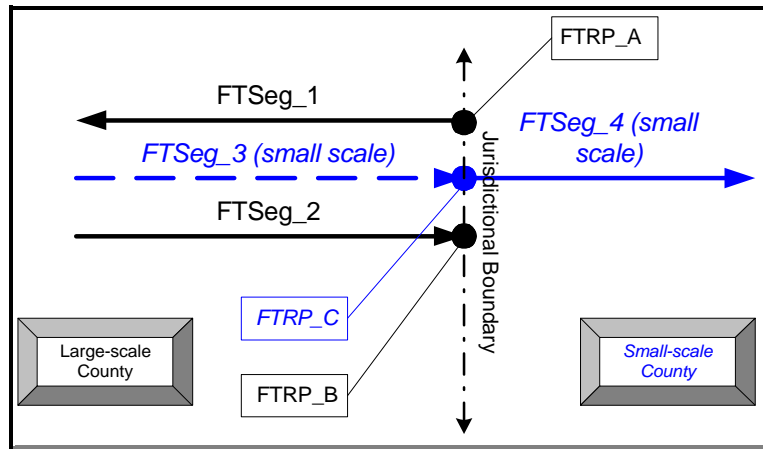 FTRP_A
FTSeg_1
FTSeg_4 (small
scale)
FTSeg_3 (small scale)
FTSeg_2
Jurisdictional Boundary
FTRP_C
Large-scale
County
Small-scale
County
FTRP_B